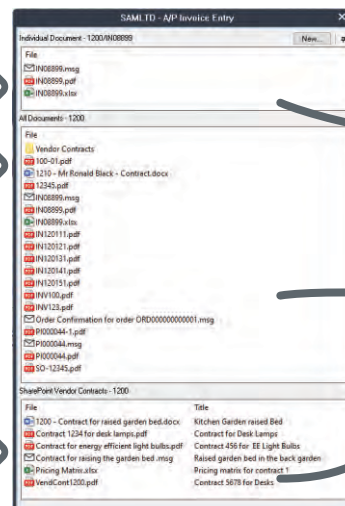 SAMLTD - A/P Invoice Entry
Individual Document - 1200/IN08899
New...
File
IN08899.msg
IN08899.pdf
IN08899.xlsx
All Documents - 1200
File
Vendor Contracts
100-01.pdf
1210 - Mr Ronald Black - Contract.docx
12345.pdf
IN08899.msg
IN08899.pdf
IN08899.xlsx
IN120111.pdf
IN120121.pdf
IN120131.pdf
IN120141.pdf
IN120151.pdf
INV100.pdf
INV123.pdf
Order Confirmation for order ORD000000000001.msg
PI000044-1.pdf
PI000044.msg
PI000044.pdf
SO-12345.pdf
SharePoint Vendor Contracts - 1200
File Title
1200 - Contract for raised garden bed.docx Kitchen Garden raised Bed
Contract 1234 for desk lamps.pdf Contract for Desk Lamps
Contract for energy efficient light bulbs.pdf Contract 456 for EE Light Bulbs
Contract for raising the garden bed .msg Raised garden bed in the back garden
Pricing Matrix.xlsx Pricing matrix for contract 1
VendCont1200.pdf Contract 5678 for Desks